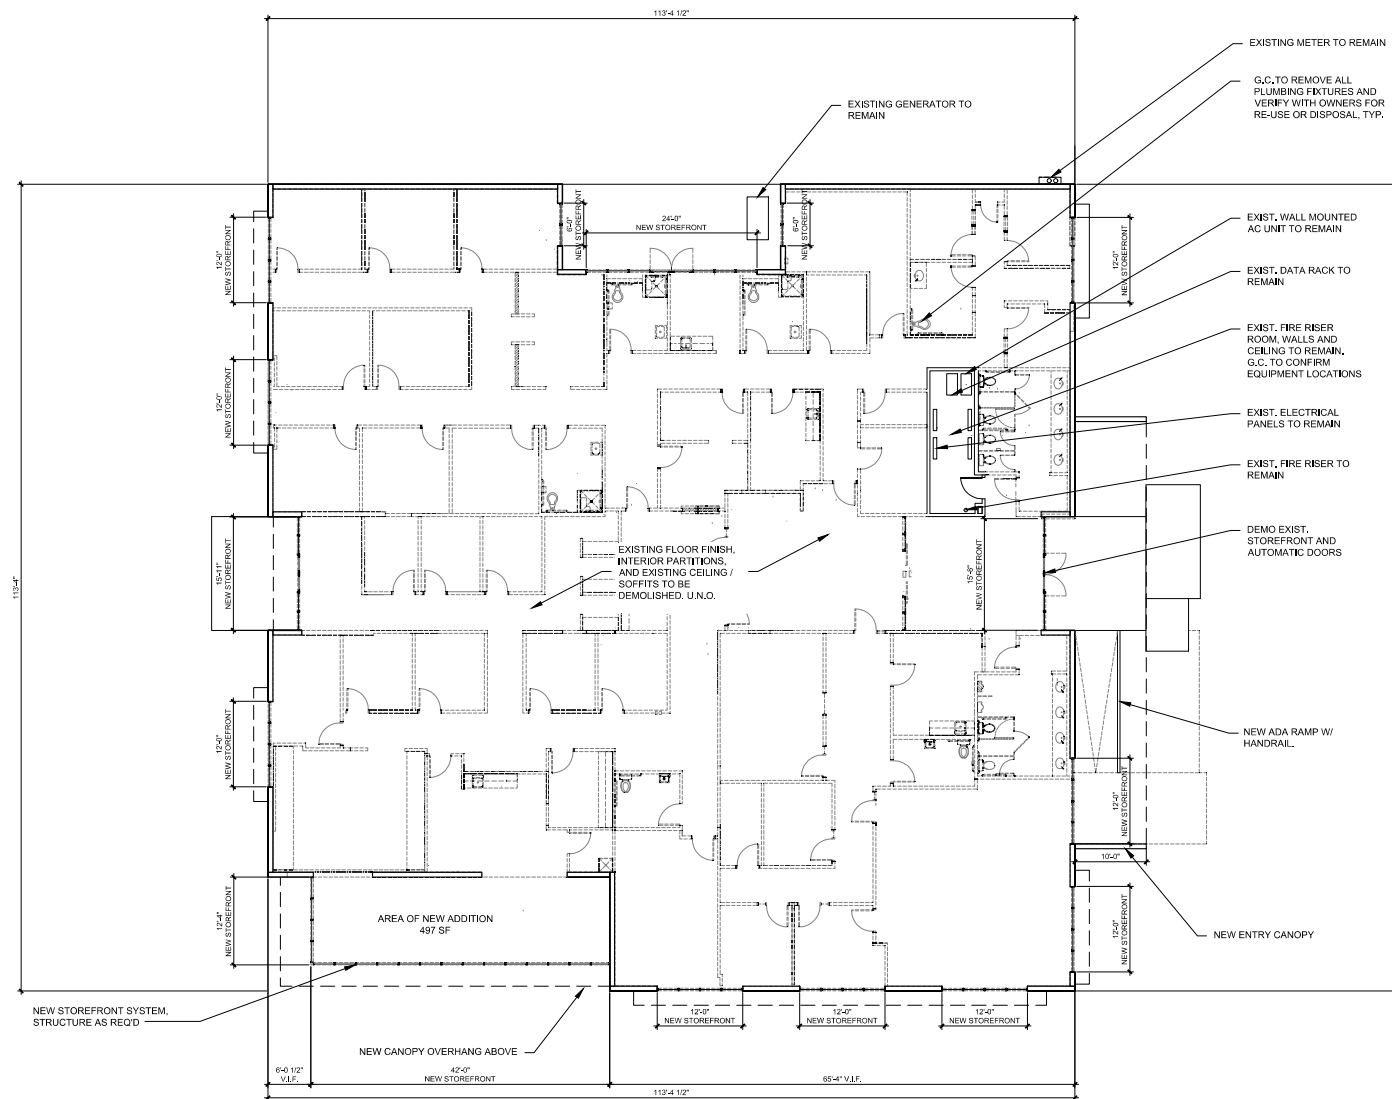 113'-4 1/2"
EXISTING METER TO REMAIN
G.C. TO REMOVE ALL
PLUMBING FIXTURES AND
VERIFY WITH OWNERS FOR
RE-USE OR DISPOSAL, TYP.
EXISTING GENERATOR TO
REMAIN
6'-0"
NEW STOREFRONT
24'-0"
NEW STOREFRONT
6'-0"
NEW STOREFRONT
12'-0"
NEW STOREFRONT
12'-0"
NEW STOREFRONT
EXIST. WALL MOUNTED
AC UNIT TO REMAIN
EXIST. DATA RACK TO
REMAIN
EXIST. FIRE RISER
ROOM, WALLS AND
CEILING TO REMAIN.
G.C. TO CONFIRM
EQUIPMENT LOCATIONS
12'-0"
NEW STOREFRONT
EXIST. ELECTRICAL
PANELS TO REMAIN
EXIST. FIRE RISER TO
REMAIN
DEMO EXIST.
STOREFRONT AND
AUTOMATIC DOORS
113'-4"
15'-11"
NEW STOREFRONT
EXISTING FLOOR FINISH,
INTERIOR PARTITIONS,
AND EXISTING CEILING /
SOFFITS TO BE
DEMOLISHED. U.N.O.
15'-8"
NEW STOREFRONT
12'-0"
NEW STOREFRONT
NEW ADA RAMP W/
HANDRAIL.
12'-0"
NEW STOREFRONT
10'-0"
12'-4"
NEW STOREFRONT
AREA OF NEW ADDITION
497 SF
12'-0"
NEW STOREFRONT
NEW ENTRY CANOPY
NEW STOREFRONT SYSTEM,
STRUCTURE AS REQ'D
12'-0"
NEW STOREFRONT
12'-0"
NEW STOREFRONT
12'-0"
NEW STOREFRONT
NEW CANOPY OVERHANG ABOVE
6'-0 1/2"
V.I.F.
42'-0"
NEW STOREFRONT
65'-4" V.I.F.
113'-4 1/2"